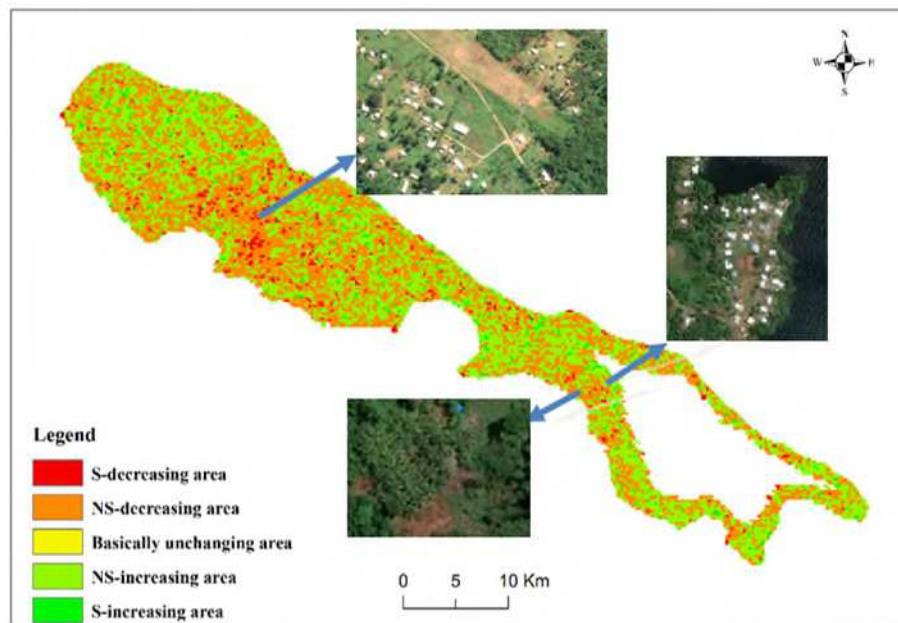 N
W E
S
Legend
S-decreasing area
NS-decreasing area
Basically unchanging area
NS-increasing area
S-increasing area
0 5 10 Km